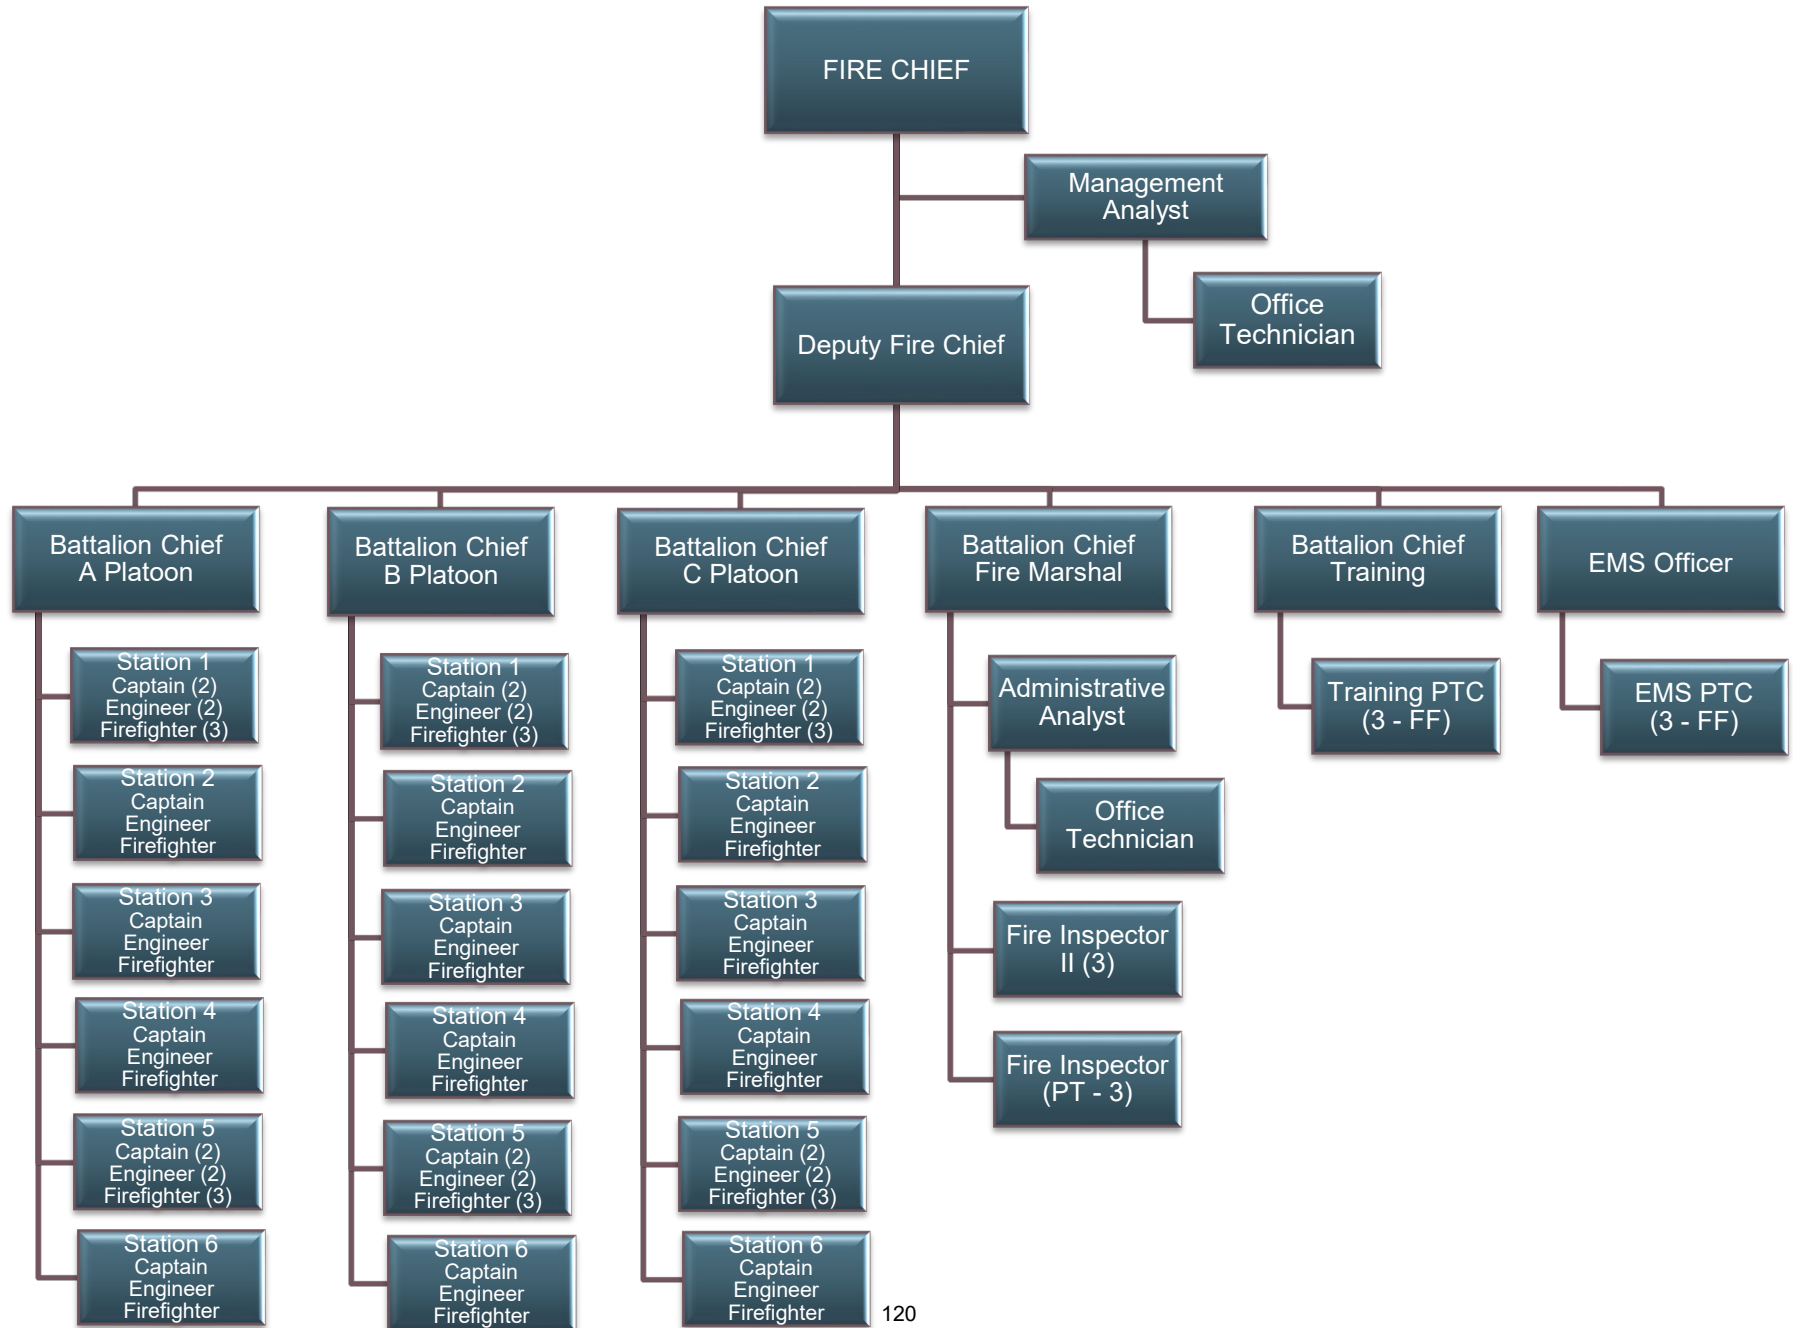 FIRE CHIEF
Management
Analyst
Office
Technician
Deputy Fire Chief
Battalion Chief
A Platoon
Battalion Chief
B Platoon
Battalion Chief
C Platoon
Battalion Chief
Fire Marshal
Battalion Chief
Training
EMS Officer
Station 1
Captain (2)
Engineer (2)
Firefighter (3)
Station 2
Captain
Engineer
Firefighter
Station 3
Captain
Engineer
Firefighter
Station 4
Captain
Engineer
Firefighter
Station 5
Captain (2)
Engineer (2)
Firefighter (3)
Station 6
Captain
Engineer
Firefighter
Station 1
Captain (2)
Engineer (2)
Firefighter (3)
Station 2
Captain
Engineer
Firefighter
Station 3
Captain
Engineer
Firefighter
Station 4
Captain
Engineer
Firefighter
Station 5
Captain (2)
Engineer (2)
Firefighter (3)
Station 6
Captain
Engineer
Firefighter
Station 1
Captain (2)
Engineer (2)
Firefighter (3)
Station 2
Captain
Engineer
Firefighter
Station 3
Captain
Engineer
Firefighter
Station 4
Captain
Engineer
Firefighter
Station 5
Captain (2)
Engineer (2)
Firefighter (3)
Station 6
Captain
Engineer
Firefighter
Administrative
Analyst
Office
Technician
Fire Inspector
II (3)
Fire Inspector
(PT - 3)
Training PTC
(3 - FF)
EMS PTC
(3 - FF)
120